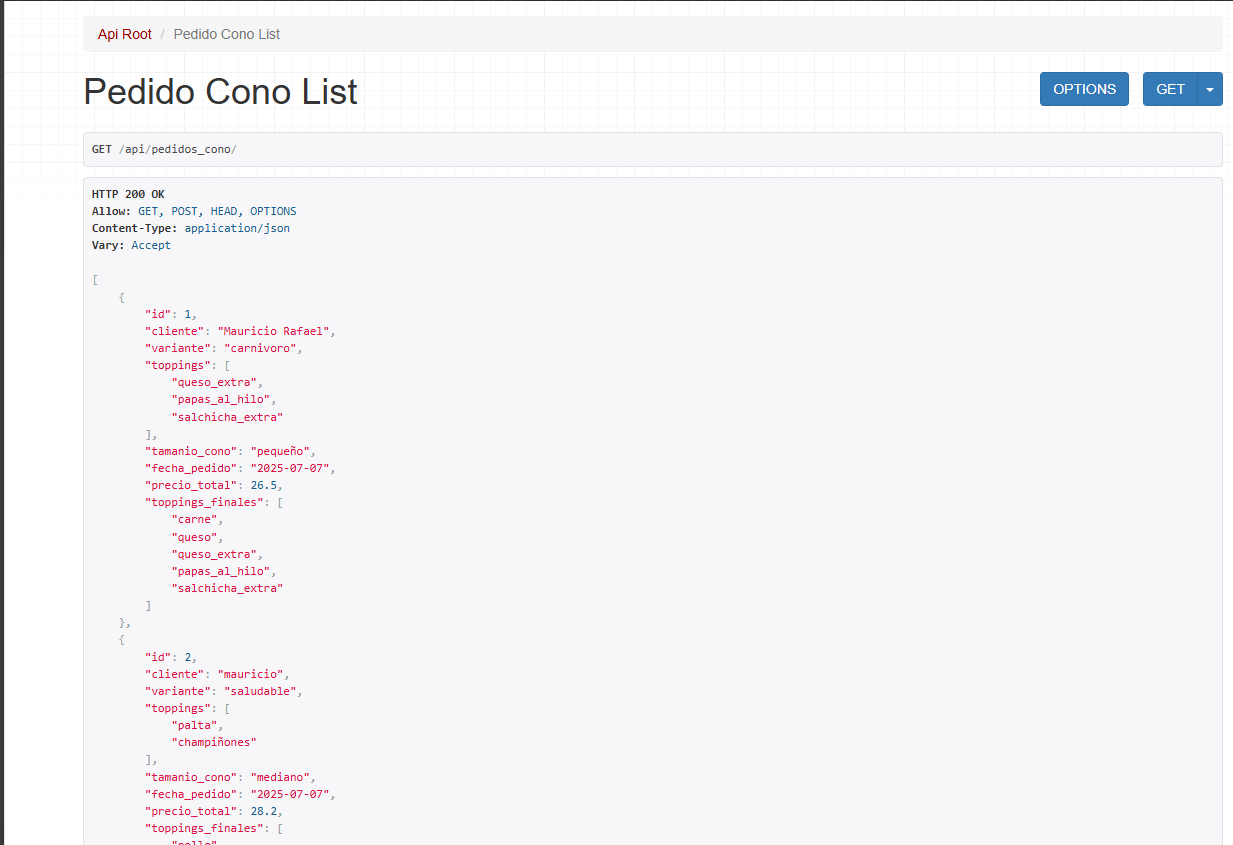 Api Root / Pedido Cono List
Pedido Cono List
OPTIONS
GET
GET /api/pedidos_cono/
HTTP 200 OK
Allow: GET, POST, HEAD, OPTIONS
Content-Type: application/json
Vary: Accept
[
{
"id": 1,
"cliente": "Mauricio Rafael",
"variante": "carnivoro",
"toppings": [
"queso_extra",
"papas_al_hilo",
"salchicha_extra"
],
"tamanio_cono": "pequeño",
"fecha_pedido": "2025-07-07",
"precio_total": 26.5,
"toppings_finales": [
"carne",
"queso",
"queso_extra",
"papas_al_hilo",
"salchicha_extra"
]
},
{
"id": 2,
"cliente": "mauricio",
"variante": "saludable",
"toppings": [
"palta",
"champiñones"
],
"tamanio_cono": "mediano",
"fecha_pedido": "2025-07-07",
"precio_total": 28.2,
"toppings_finales": [